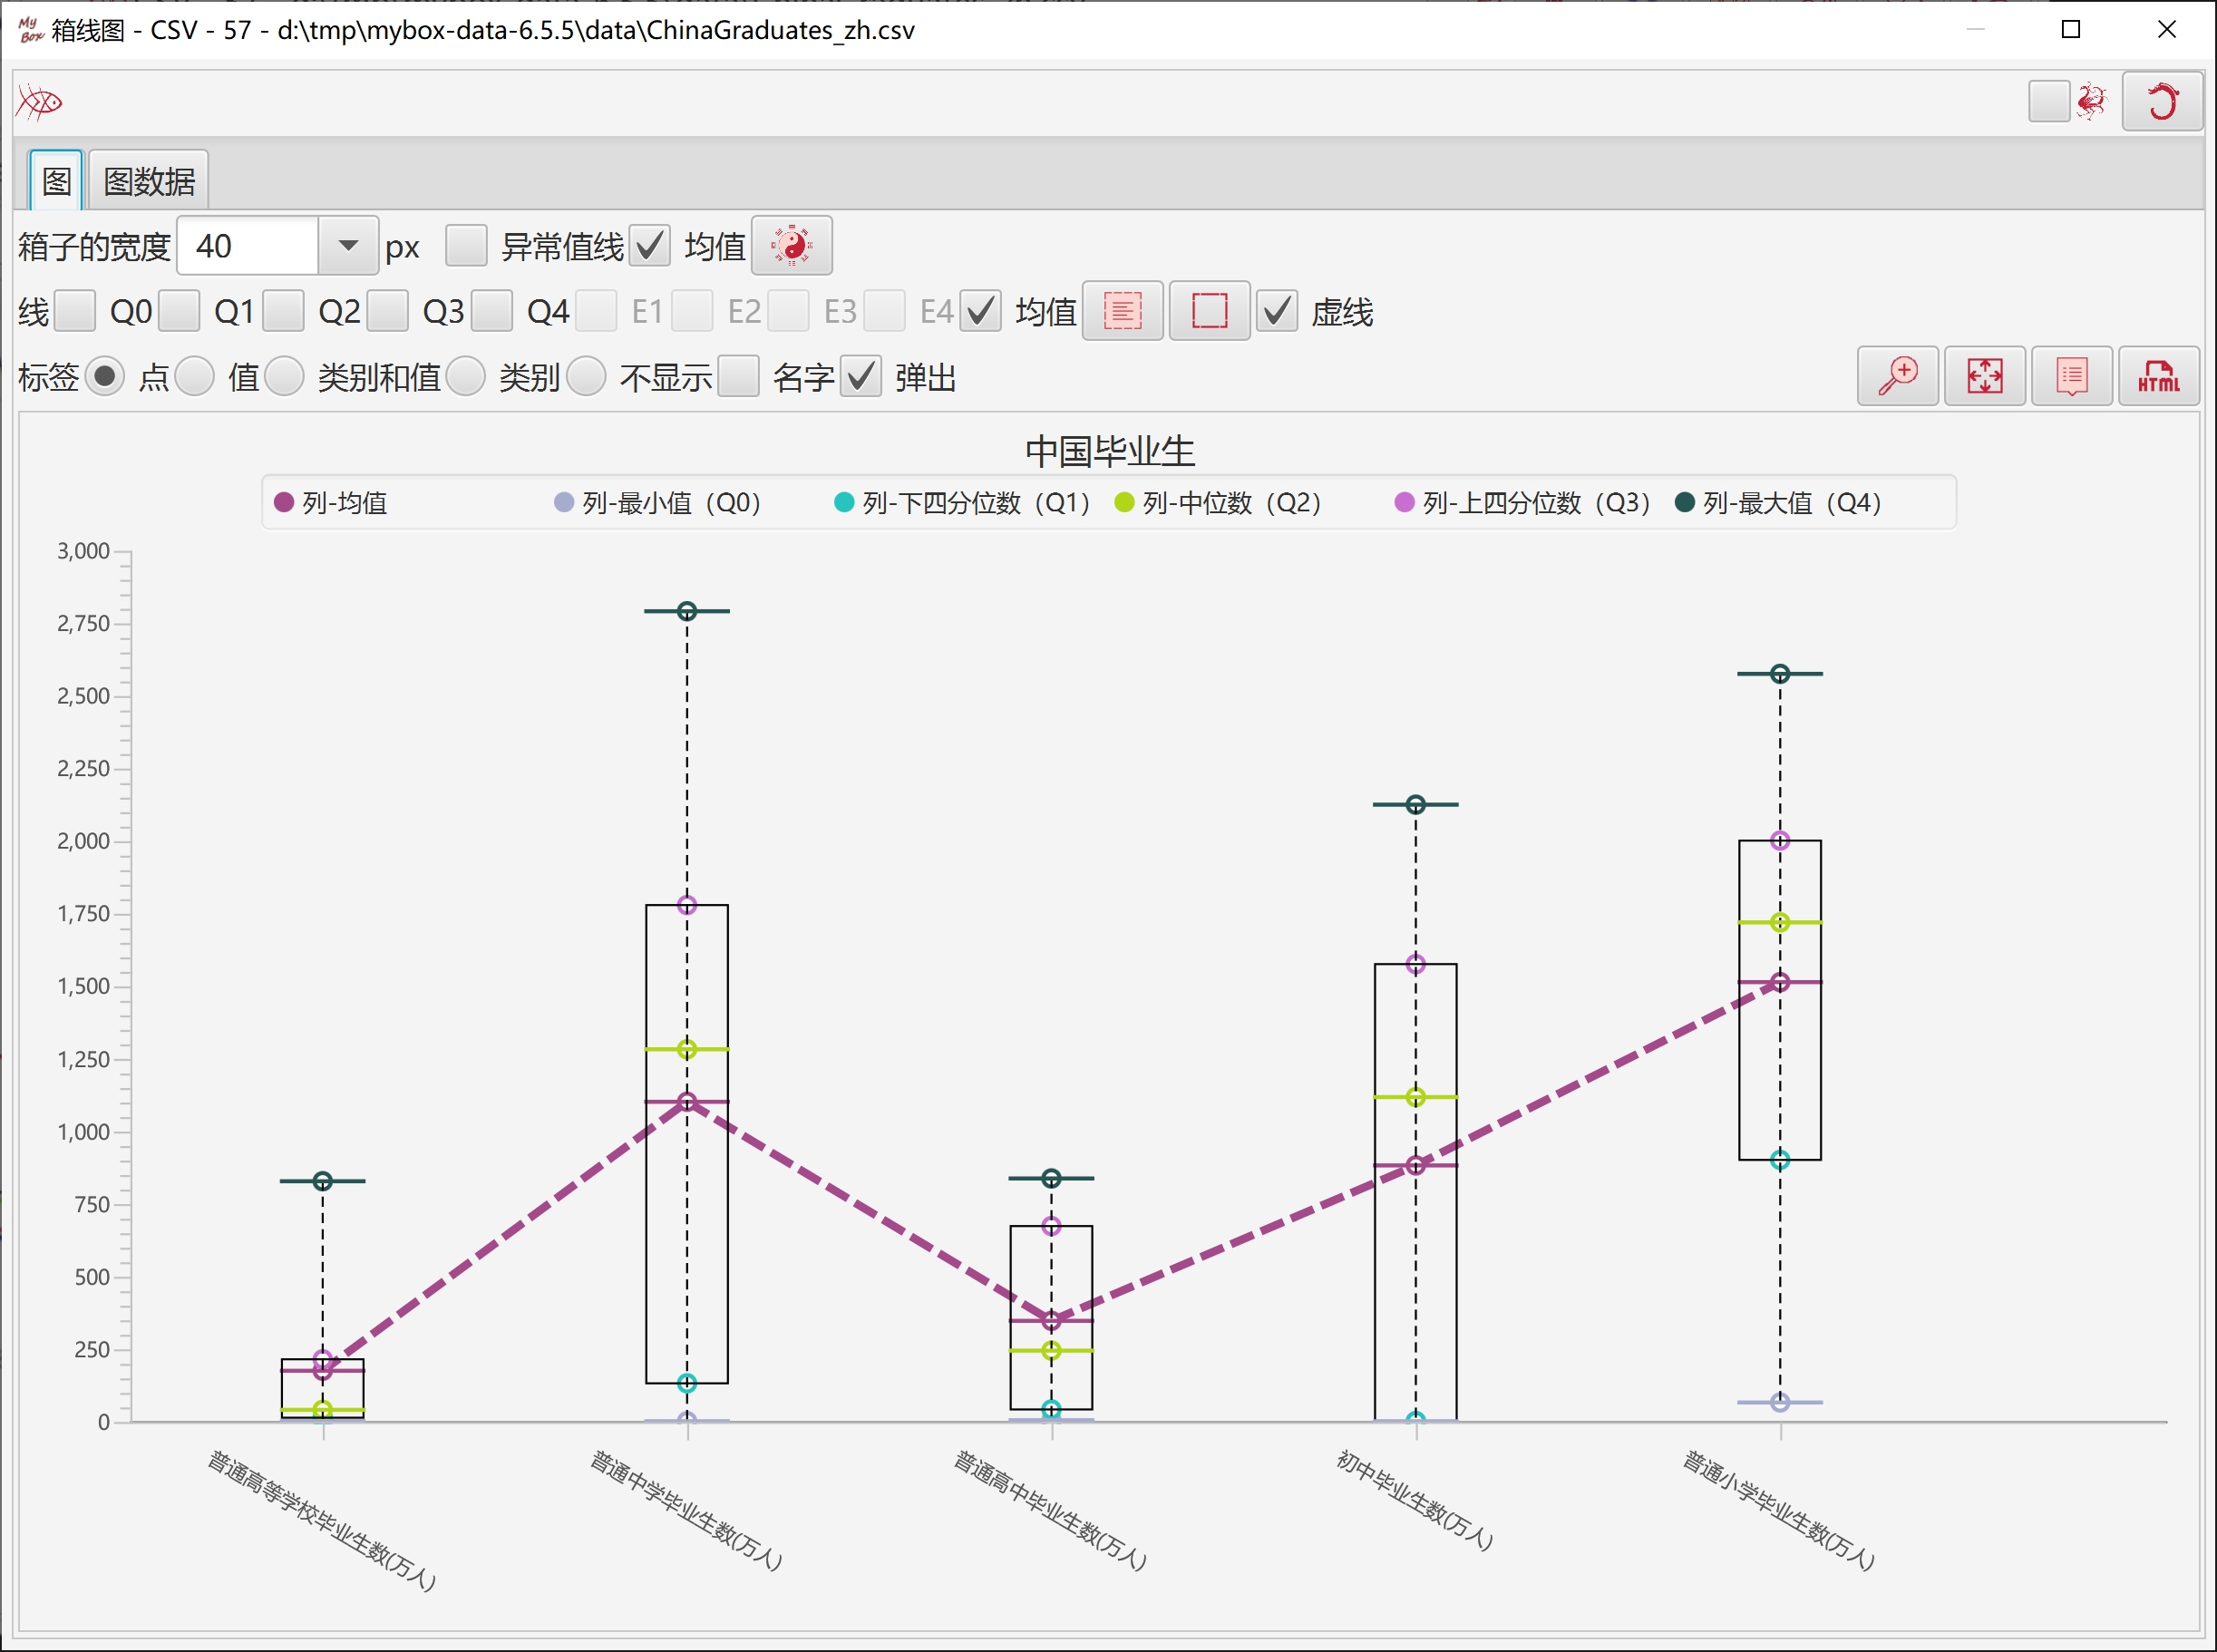 My Box 箱线图 - CSV - 57 - d:\tmp\mybox-data-6.5.5\data\ChinaGraduates_zh.csv
图 图数据
箱子的宽度 40 px 异常值线 均值
线 Q0 Q1 Q2 Q3 Q4 E1 E2 E3 E4 均值 虚线
标签 点 值 类别和值 类别 不显示 名字 弹出 HTML
中国毕业生
列-均值 列-最小值（Q0） 列-下四分位数（Q1） 列-中位数（Q2） 列-上四分位数（Q3） 列-最大值（Q4）
3,000
2,750
2,500
2,250
2,000
1,750
1,500
1,250
1,000
750
500
250
0
普通高等学校毕业生数(万人) 普通中学毕业生数(万人) 普通高中毕业生数(万人) 初中毕业生数(万人) 普通小学毕业生数(万人)